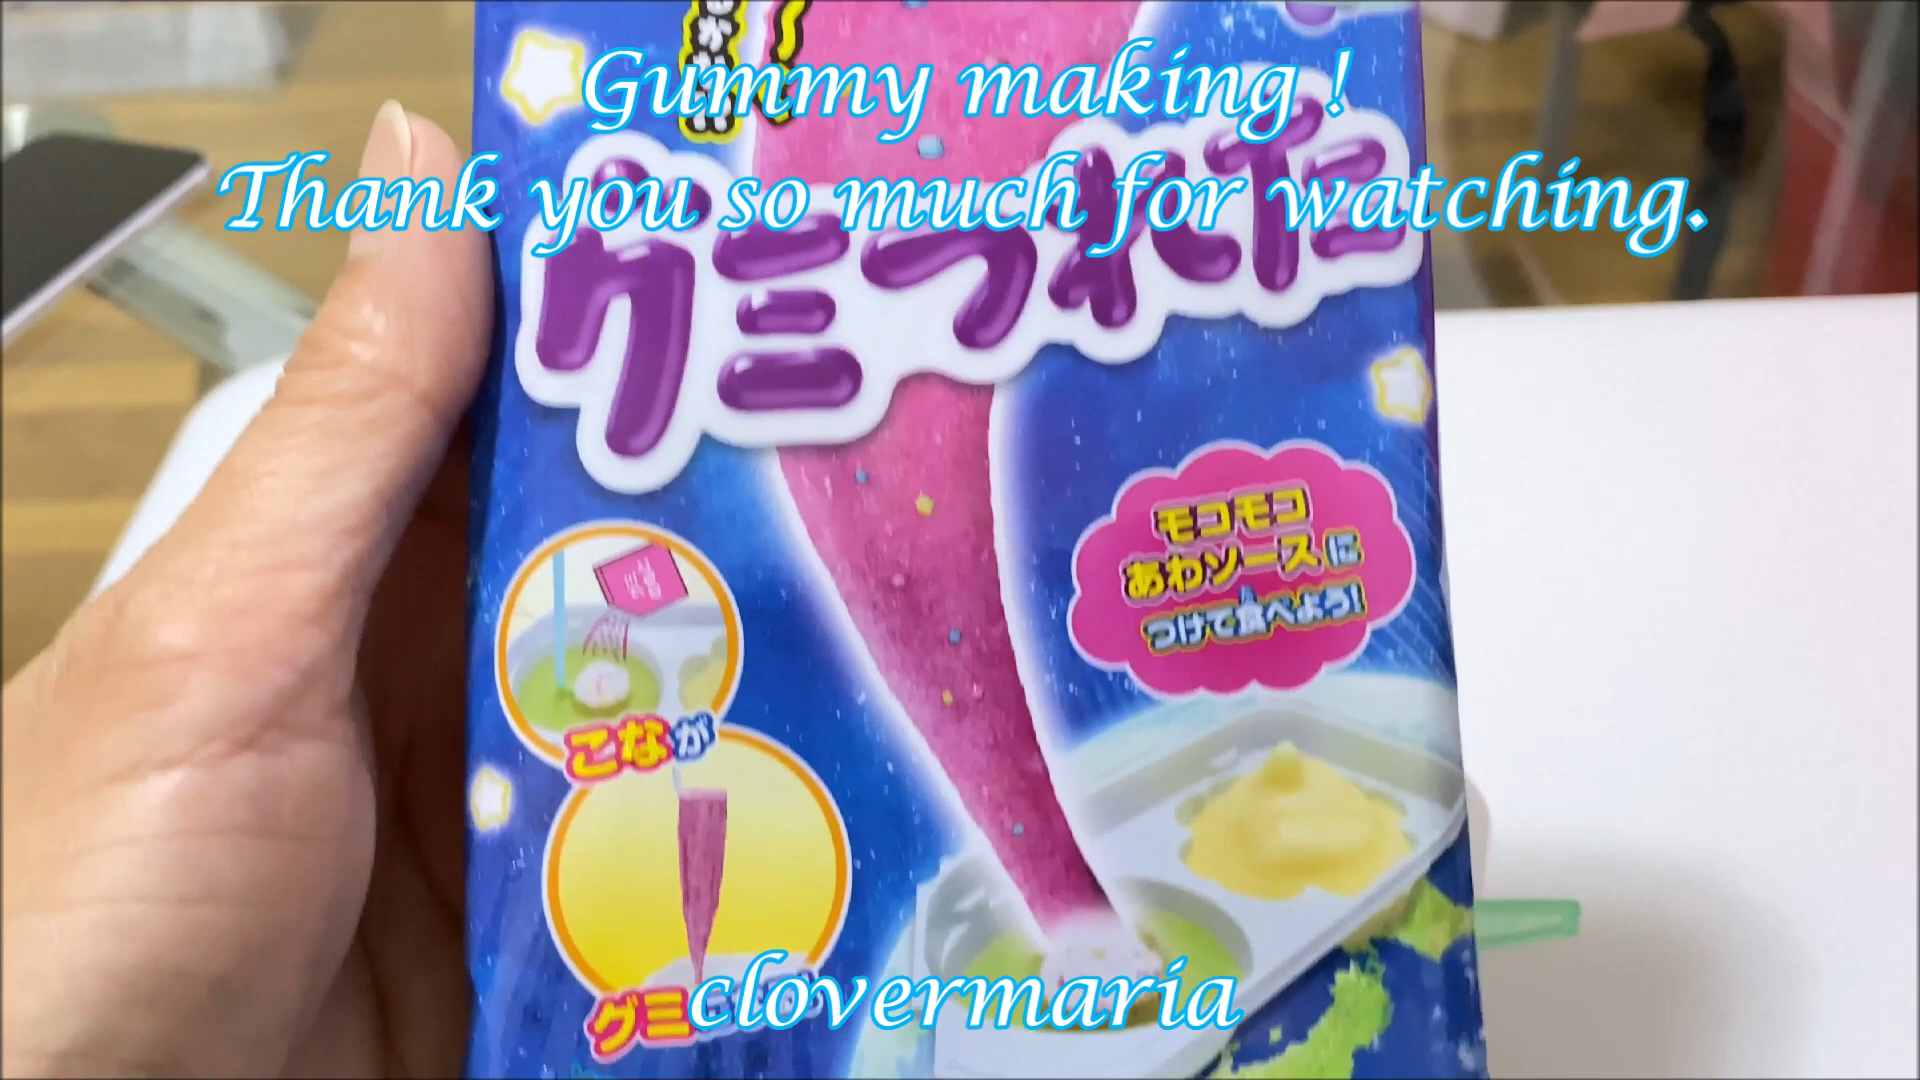 Gummy making !
Thank you so much for watching.
グミつれた
モコモコ
あわソースに
つけて食べよう!
こなが
グミ
clovermaria